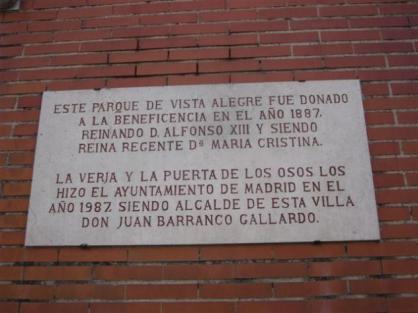 ESTE PARQUE DE VISTA ALEGRE FUE DONADO
A LA BENEFICENCIA EN EL AÑO 1887.
REINANDO D. ALFONSO XIII Y SIENDO
REINA REGENTE Dª MARIA CRISTINA.
LA VERJA Y LA PUERTA DE LOS OSOS LOS
HIZO EL AYUNTAMIENTO DE MADRID EN EL
AÑO 1987. SIENDO ALCALDE DE ESTA VILLA
DON JUAN BARRANCO GALLARDO.